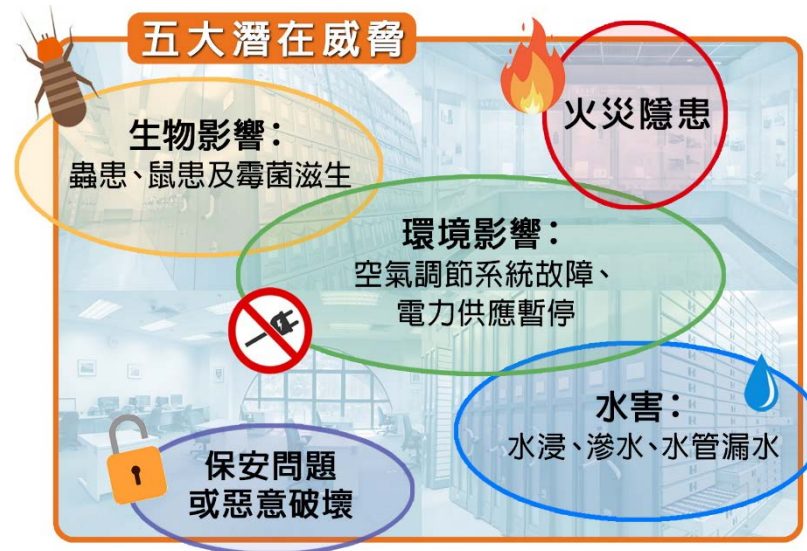 五大潛在威脅
生物影響：
蟲患、鼠患及霉菌滋生
火災隱患
環境影響：
空氣調節系統故障、
電力供應暫停
水害：
水浸、滲水、水管漏水
保安問題
或惡意破壞